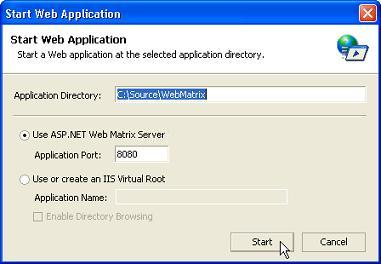 Start Web Application
Start Web Application
Start a Web application at the selected application directory.
Application Directory: C:\Source\WebMatrix
Use ASP.NET Web Matrix Server
Application Port: 8080
Use or create an IIS Virtual Root
Application Name:
Enable Directory Browsing
Start Cancel